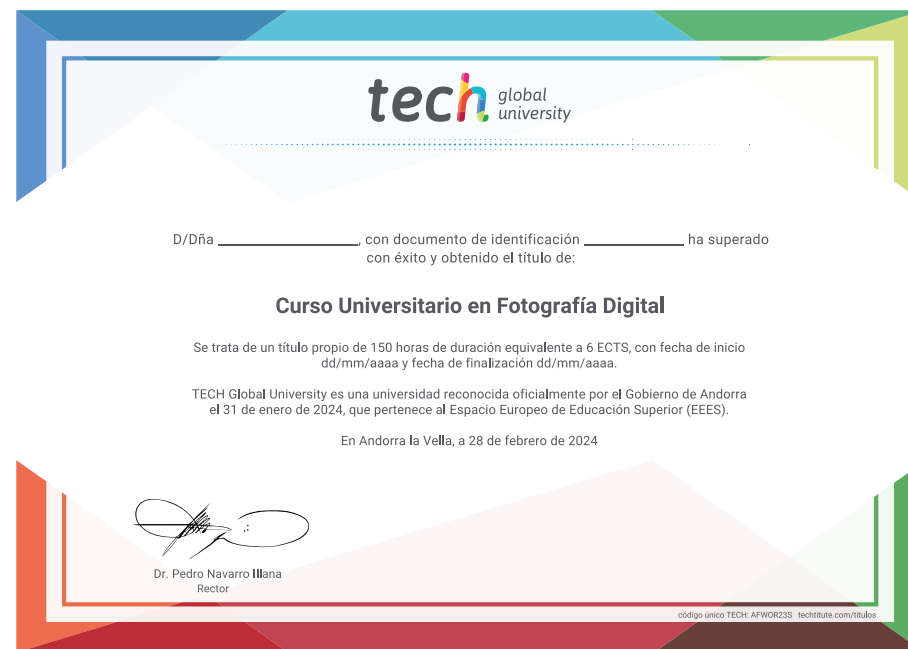 tech global university
D/Dña ____________________, con documento de identificación ______________ ha superado
con éxito y obtenido el título de:
Curso Universitario en Fotografía Digital
Se trata de un título propio de 150 horas de duración equivalente a 6 ECTS, con fecha de inicio
dd/mm/aaaa y fecha de finalización dd/mm/aaaa.
TECH Global University es una universidad reconocida oficialmente por el Gobierno de Andorra
el 31 de enero de 2024, que pertenece al Espacio Europeo de Educación Superior (EEES).
En Andorra la Vella, a 28 de febrero de 2024
Dr. Pedro Navarro Illana
Rector
código único TECH: AFWOR23S techtitute.com/titulos